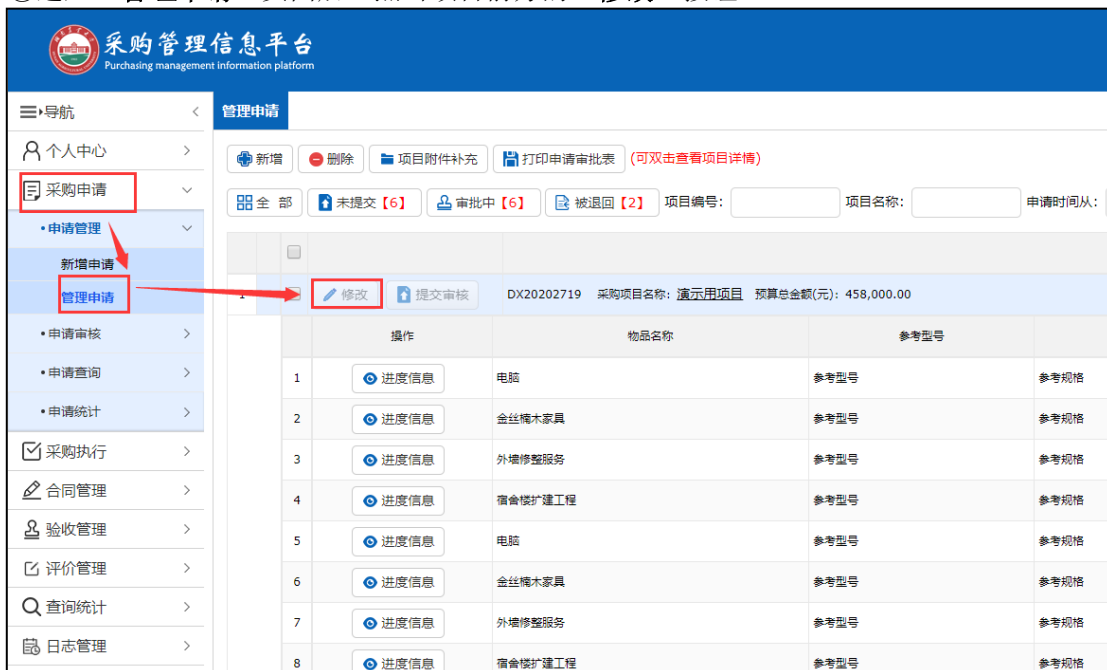 采购管理信息平台
Purchasing management information platform
导航
管理申请
个人中心
新增 删除 项目附件补充 打印申请审批表 (可双击查看项目详情)
采购申请
全 部 未提交【6】 审批中【6】 被退回【2】 项目编号: 项目名称: 申请时间从:
•申请管理
新增申请
管理申请
修改 提交审核 DX20202719 采购项目名称: 演示用项目 预算总金额(元): 458,000.00
•申请审核
操作 物品名称 参考型号
•申请查询
1 进度信息 电脑 参考型号 参考规格
•申请统计
2 进度信息 金丝楠木家具 参考型号 参考规格
采购执行
3 进度信息 外墙修整服务 参考型号 参考规格
合同管理
4 进度信息 宿舍楼扩建工程 参考型号 参考规格
验收管理
5 进度信息 电脑 参考型号 参考规格
评价管理
6 进度信息 金丝楠木家具 参考型号 参考规格
查询统计
7 进度信息 外墙修整服务 参考型号 参考规格
日志管理
8 进度信息 宿舍楼扩建工程 参考型号 参考规格